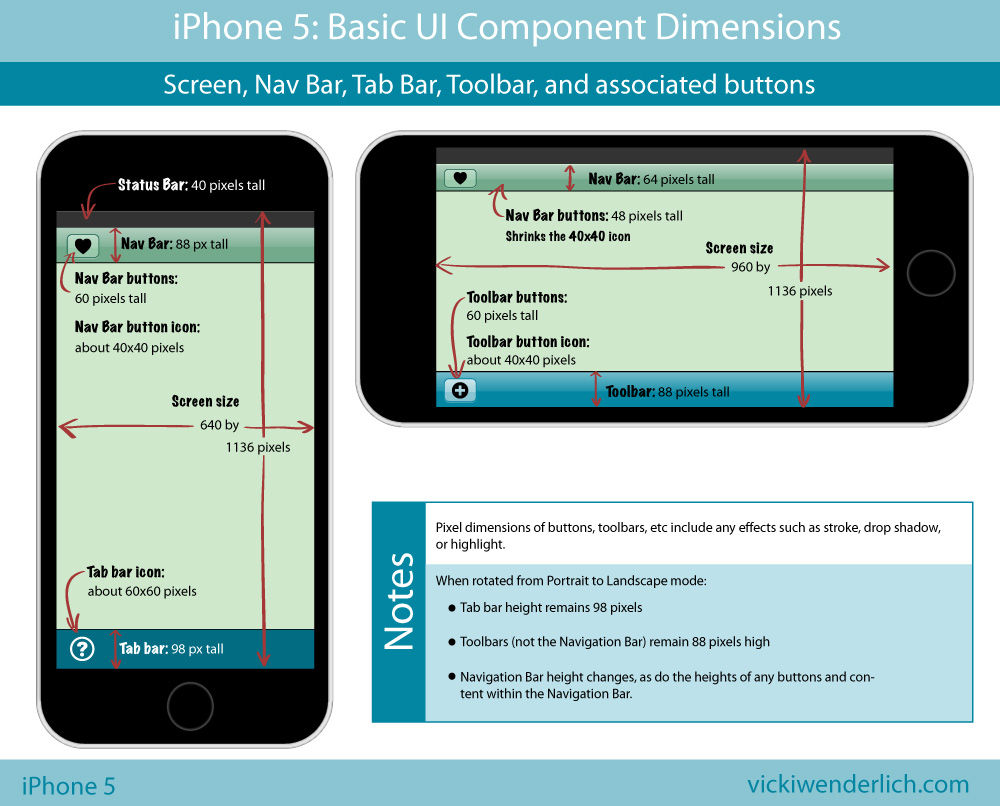 iPhone 5: Basic UI Component Dimensions
Screen, Nav Bar, Tab Bar, Toolbar, and associated buttons
Status Bar: 40 pixels tall
Nav Bar: 88 px tall
Nav Bar buttons:
60 pixels tall
Nav Bar button icon:
about 40x40 pixels
Screen size
640 by
1136 pixels
Tab bar icon:
about 60x60 pixels
Tab bar: 98 px tall
Nav Bar: 64 pixels tall
Nav Bar buttons: 48 pixels tall
Shrinks the 40x40 icon
Screen size
960 by
1136 pixels
Toolbar buttons:
60 pixels tall
Toolbar button icon:
about 40x40 pixels
Toolbar: 88 pixels tall
Notes
Pixel dimensions of buttons, toolbars, etc include any effects such as stroke, drop shadow,
or highlight.
When rotated from Portrait to Landscape mode:
● Tab bar height remains 98 pixels
● Toolbars (not the Navigation Bar) remain 88 pixels high
● Navigation Bar height changes, as do the heights of any buttons and con-
tent within the Navigation Bar.
iPhone 5
vickiwenderlich.com